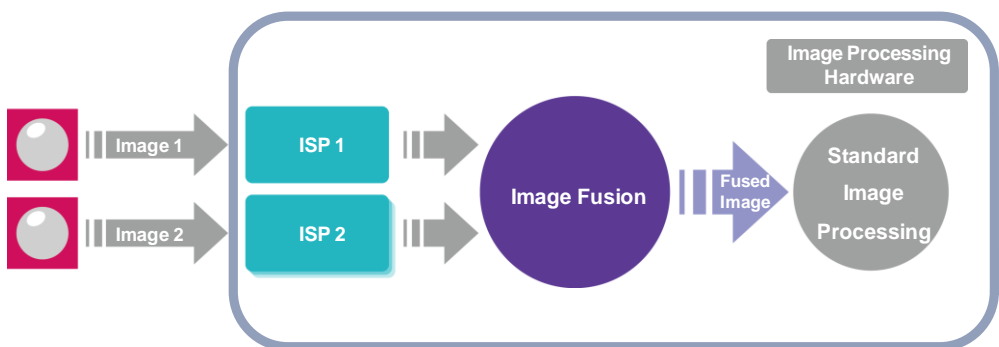 Image Processing
Hardware
Image 1
ISP 1
Image 2
ISP 2
Image Fusion
Fused
Image
Standard
Image
Processing